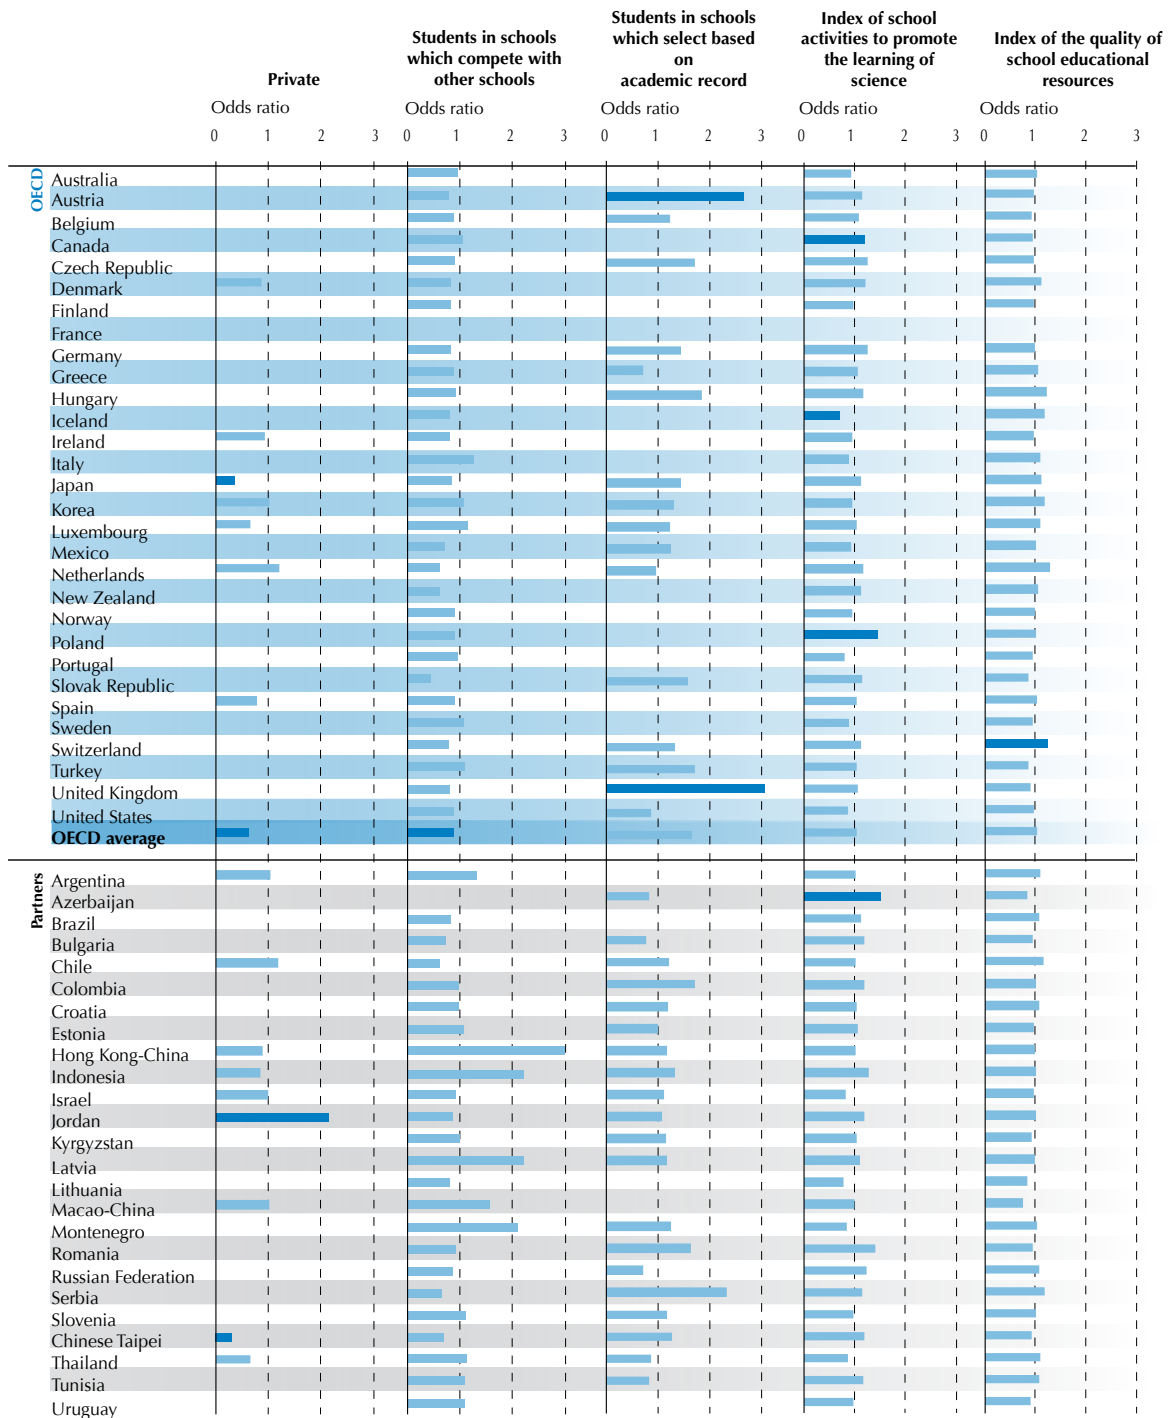 Private
Students in schools
which compete with
other schools
Students in schools
which select based
on
academic record
Index of school
activities to promote
the learning of
science
Index of the quality of
school educational
resources
Odds ratio Odds ratio Odds ratio Odds ratio Odds ratio
0 1 2 3 0 1 2 3 0 1 2 3 0 1 2 3 0 1 2 3
OECD
Australia
Austria
Belgium
Canada
Czech Republic
Denmark
Finland
France
Germany
Greece
Hungary
Iceland
Ireland
Italy
Japan
Korea
Luxembourg
Mexico
Netherlands
New Zealand
Norway
Poland
Portugal
Slovak Republic
Spain
Sweden
Switzerland
Turkey
United Kingdom
United States
OECD average
Partners
Argentina
Azerbaijan
Brazil
Bulgaria
Chile
Colombia
Croatia
Estonia
Hong Kong-China
Indonesia
Israel
Jordan
Kyrgyzstan
Latvia
Lithuania
Macao-China
Montenegro
Romania
Russian Federation
Serbia
Slovenia
Chinese Taipei
Thailand
Tunisia
Uruguay